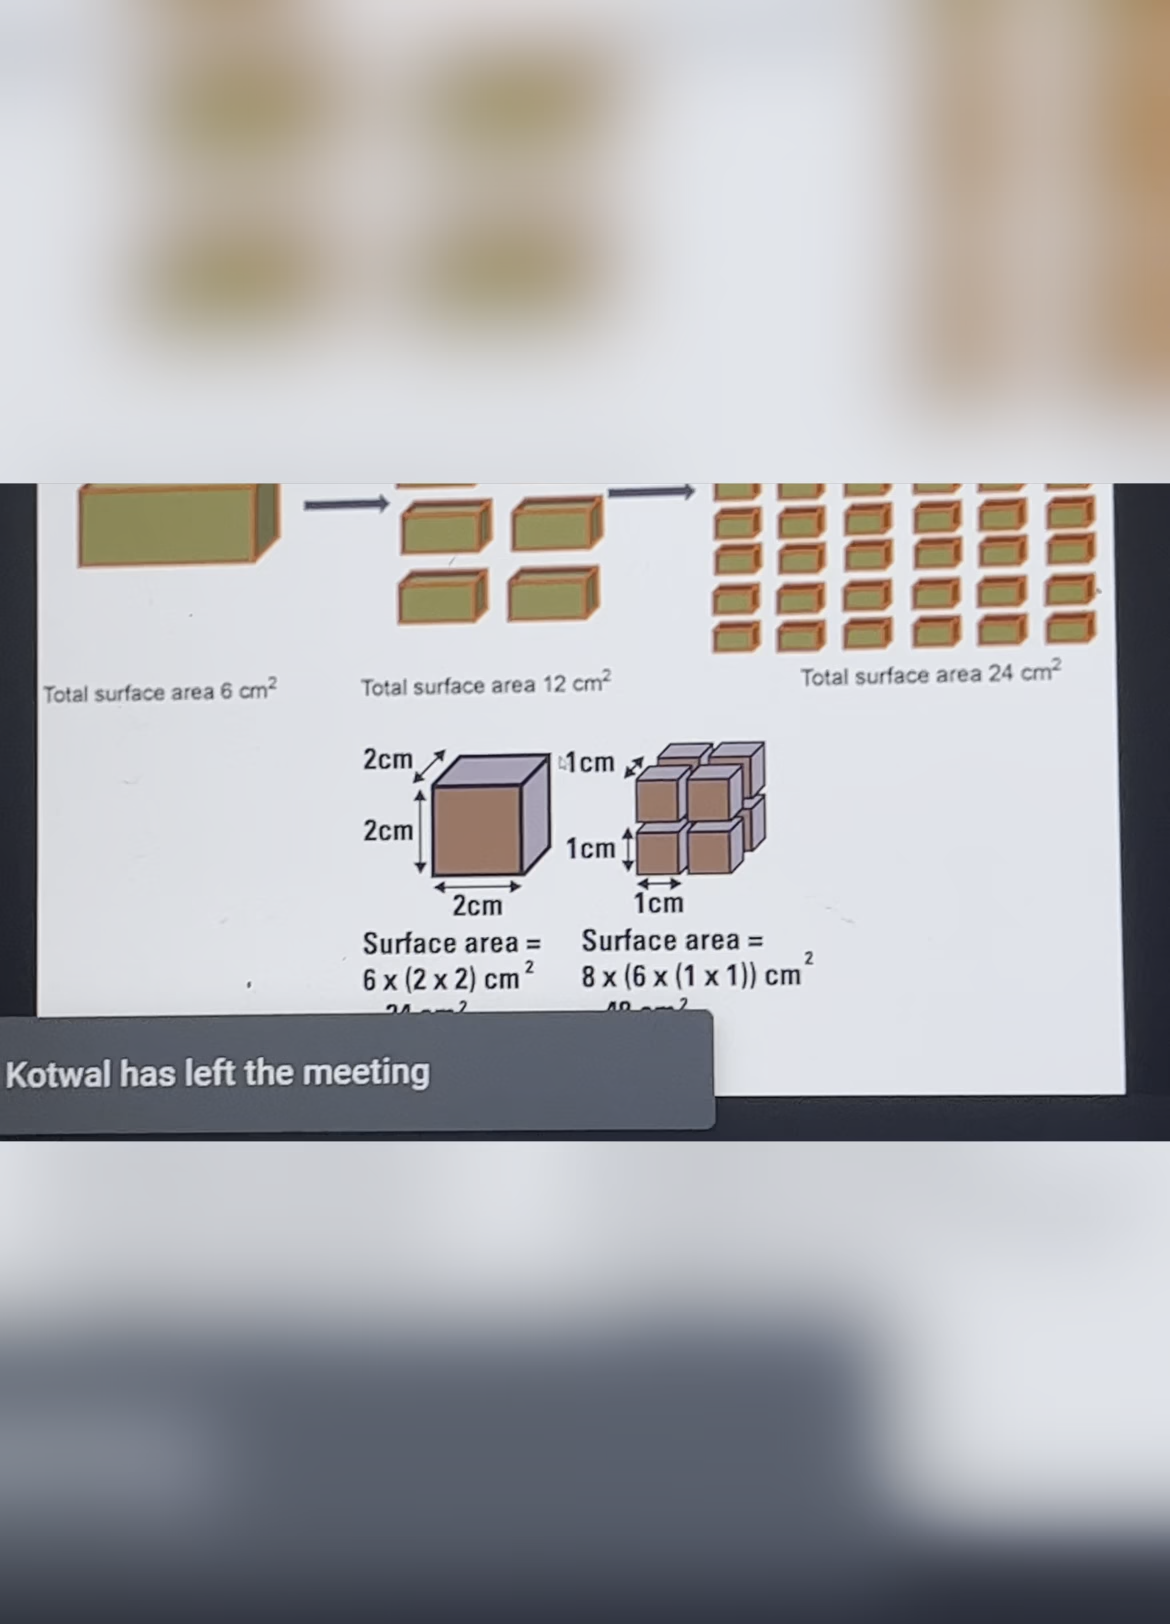 Total surface area 6 cm²
Total surface area 12 cm²
Total surface area 24 cm²
2cm
1cm
2cm
1cm
2cm
1cm
Surface area =
6 x (2 x 2) cm²
Surface area =
8 x (6 x (1 x 1)) cm²
Kotwal has left the meeting